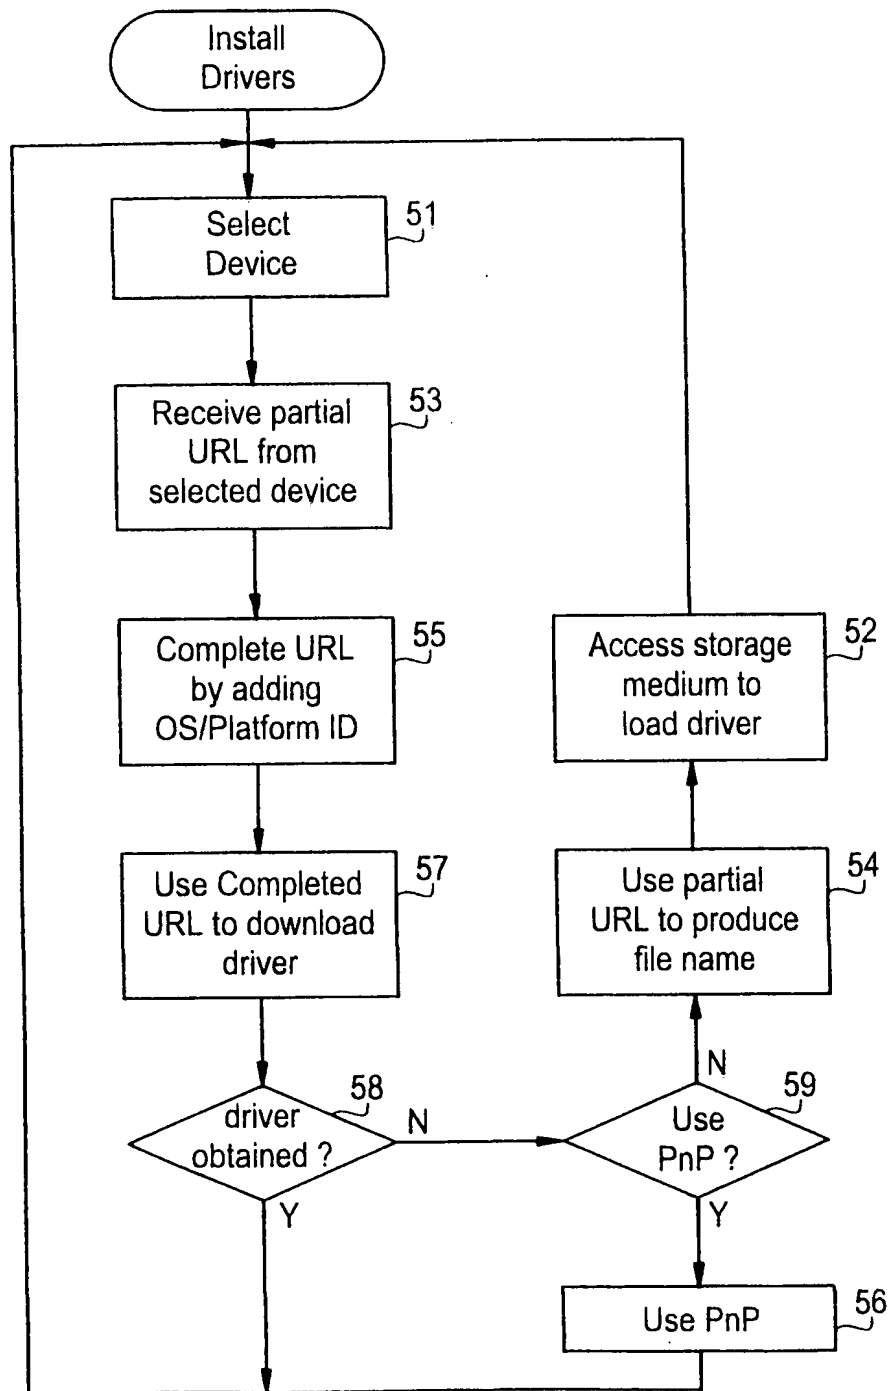 Install
Drivers
Select
Device
51
Receive partial
URL from
selected device
53
Complete URL
by adding
OS/Platform ID
55
Access storage
medium to
load driver
52
Use Completed
URL to download
driver
57
Use partial
URL to produce
file name
54
driver
obtained ?
58
N
Y
Use
PnP ?
59
N
Y
Use PnP
56